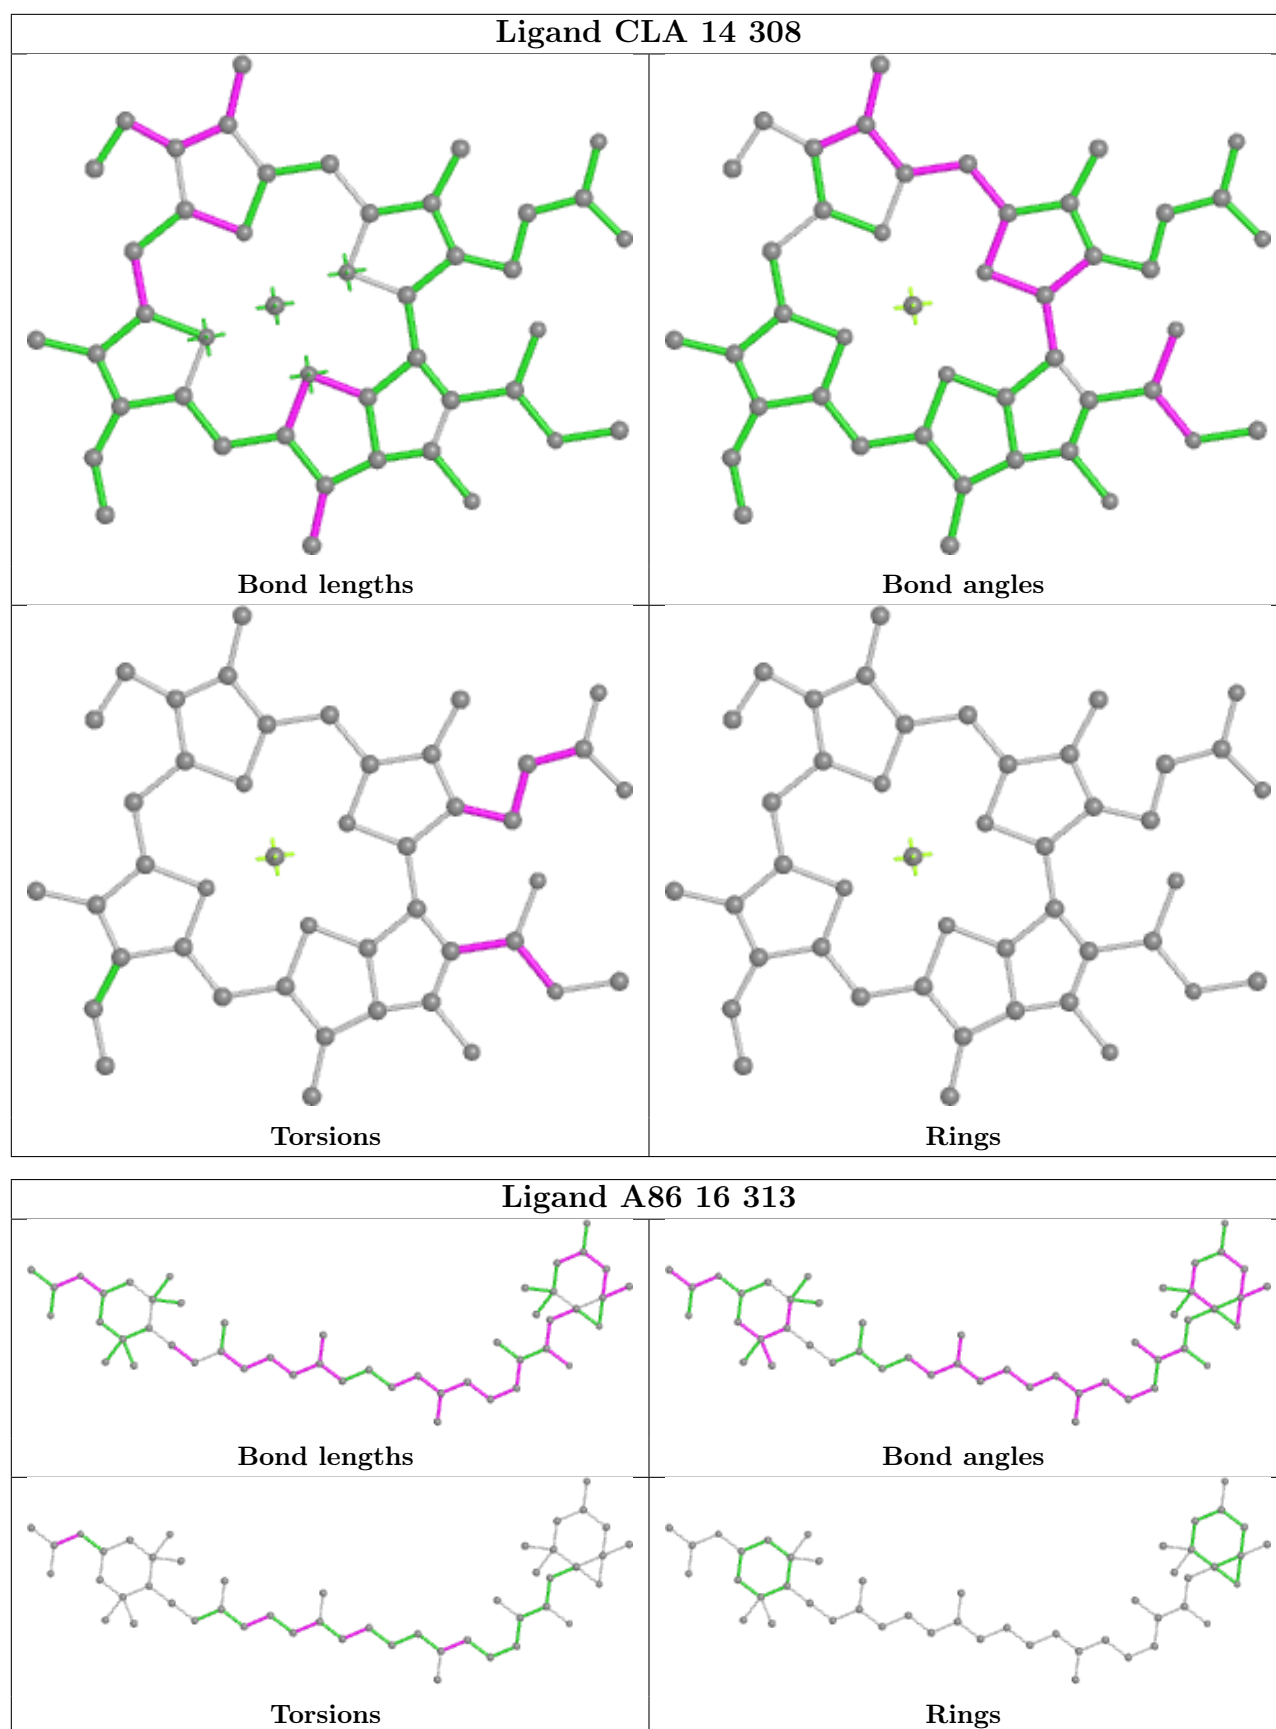 Ligand CLA 14 308
Bond lengths
Bond angles
Torsions
Rings
Ligand A86 16 313
Bond lengths
Bond angles
Torsions
Rings